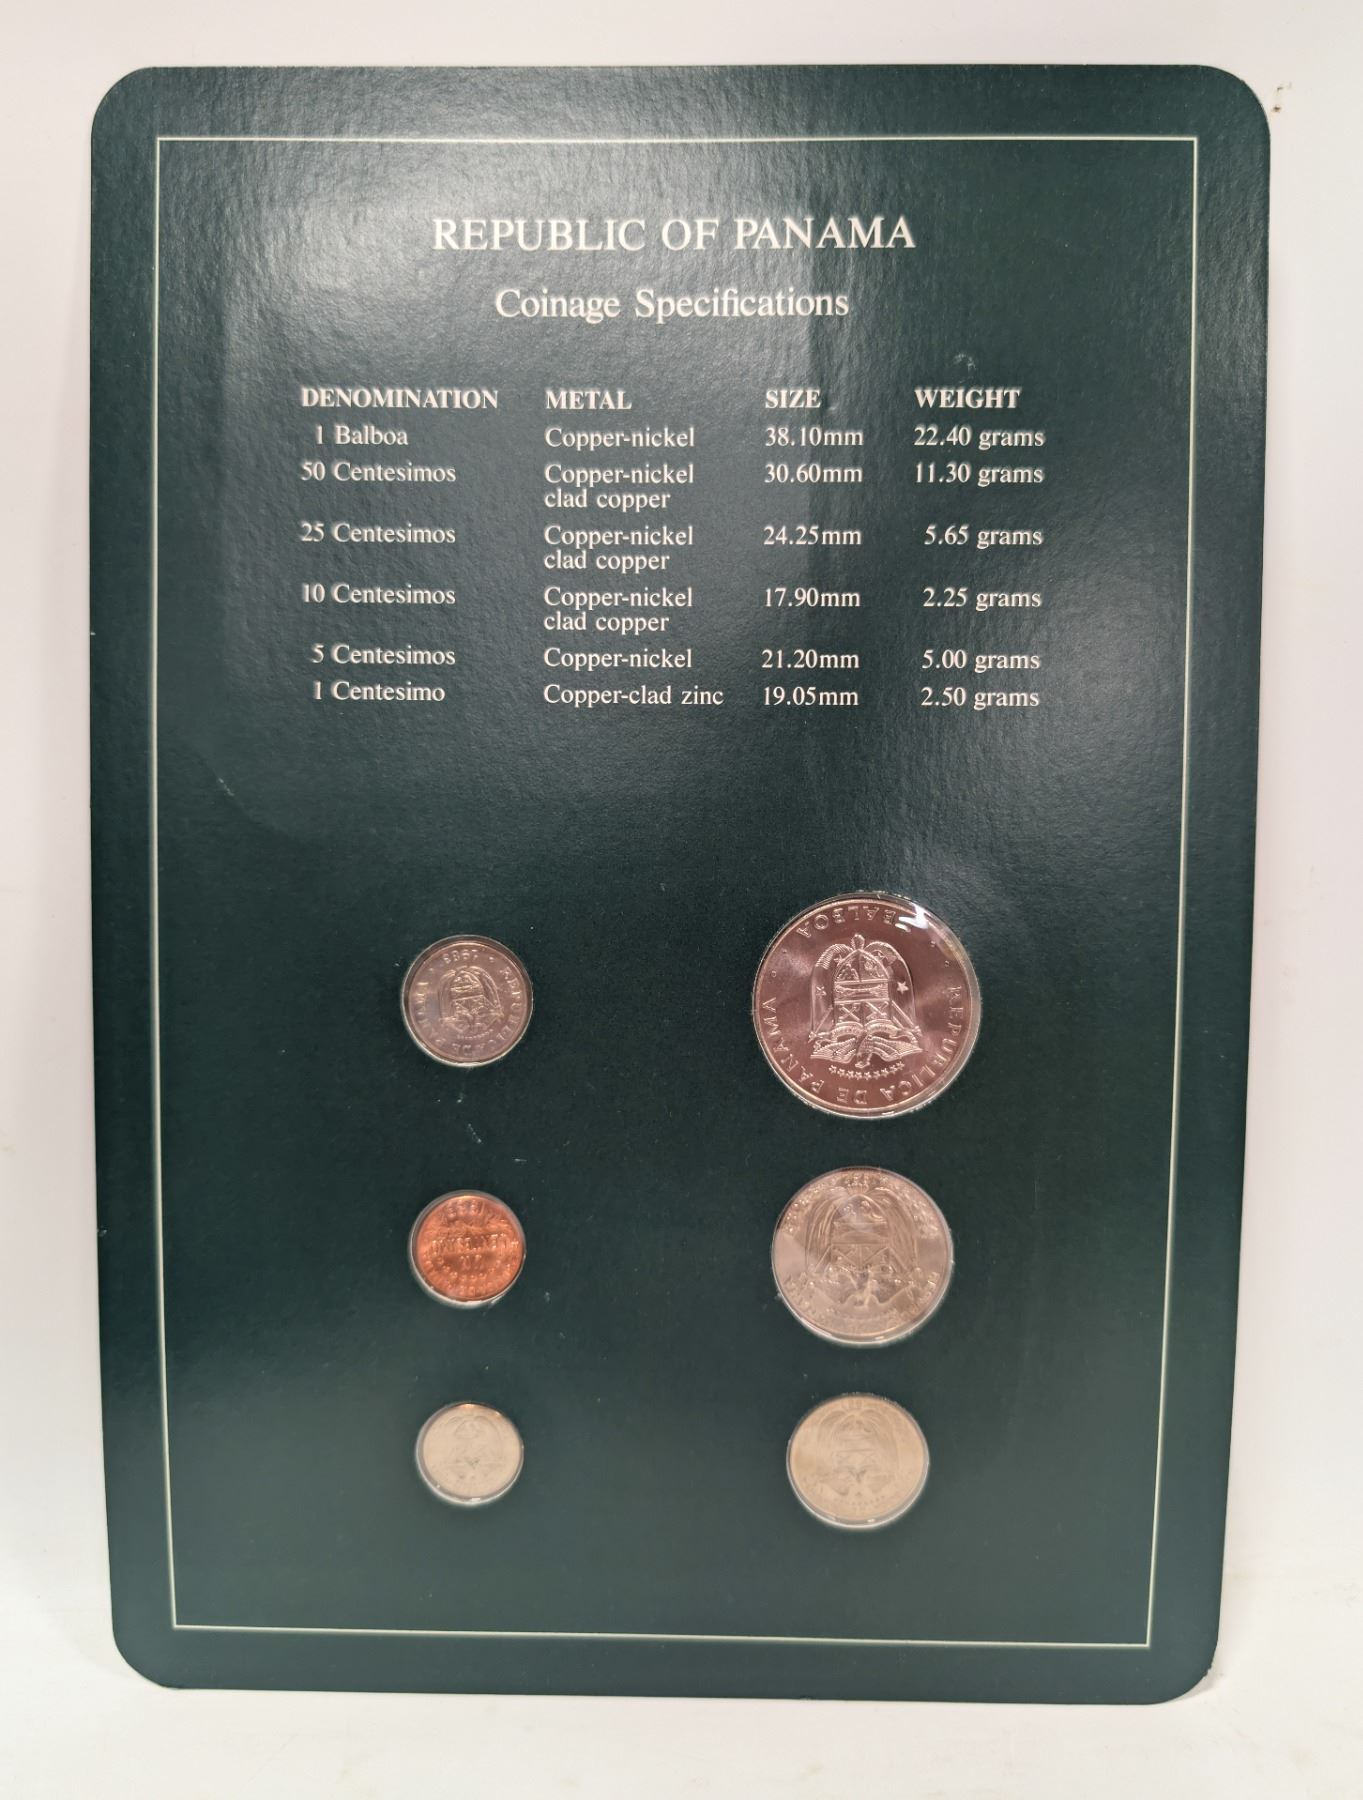 REPUBLIC OF PANAMA
Coinage Specifications
DENOMINATION METAL SIZE WEIGHT
1 Balboa Copper-nickel 38.10mm 22.40 grams
50 Centesimos Copper-nickel 30.60mm 11.30 grams
clad copper
25 Centesimos Copper-nickel 24.25mm 5.65 grams
clad copper
10 Centesimos Copper-nickel 17.90mm 2.25 grams
clad copper
5 Centesimos Copper-nickel 21.20mm 5.00 grams
1 Centesimo Copper-clad zinc 19.05mm 2.50 grams
REPUBLICA DE PANAMA
BALBOA
REPUBLICA DE PANAMA